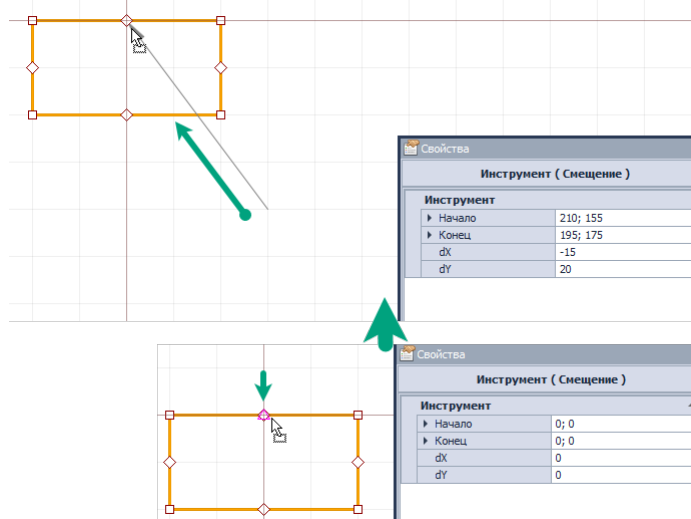 Свойства
Инструмент ( Смещение )
Инструмент
Начало 210; 155
Конец 195; 175
dX -15
dY 20
Свойства
Инструмент ( Смещение )
Инструмент
Начало 0; 0
Конец 0; 0
dX 0
dY 0